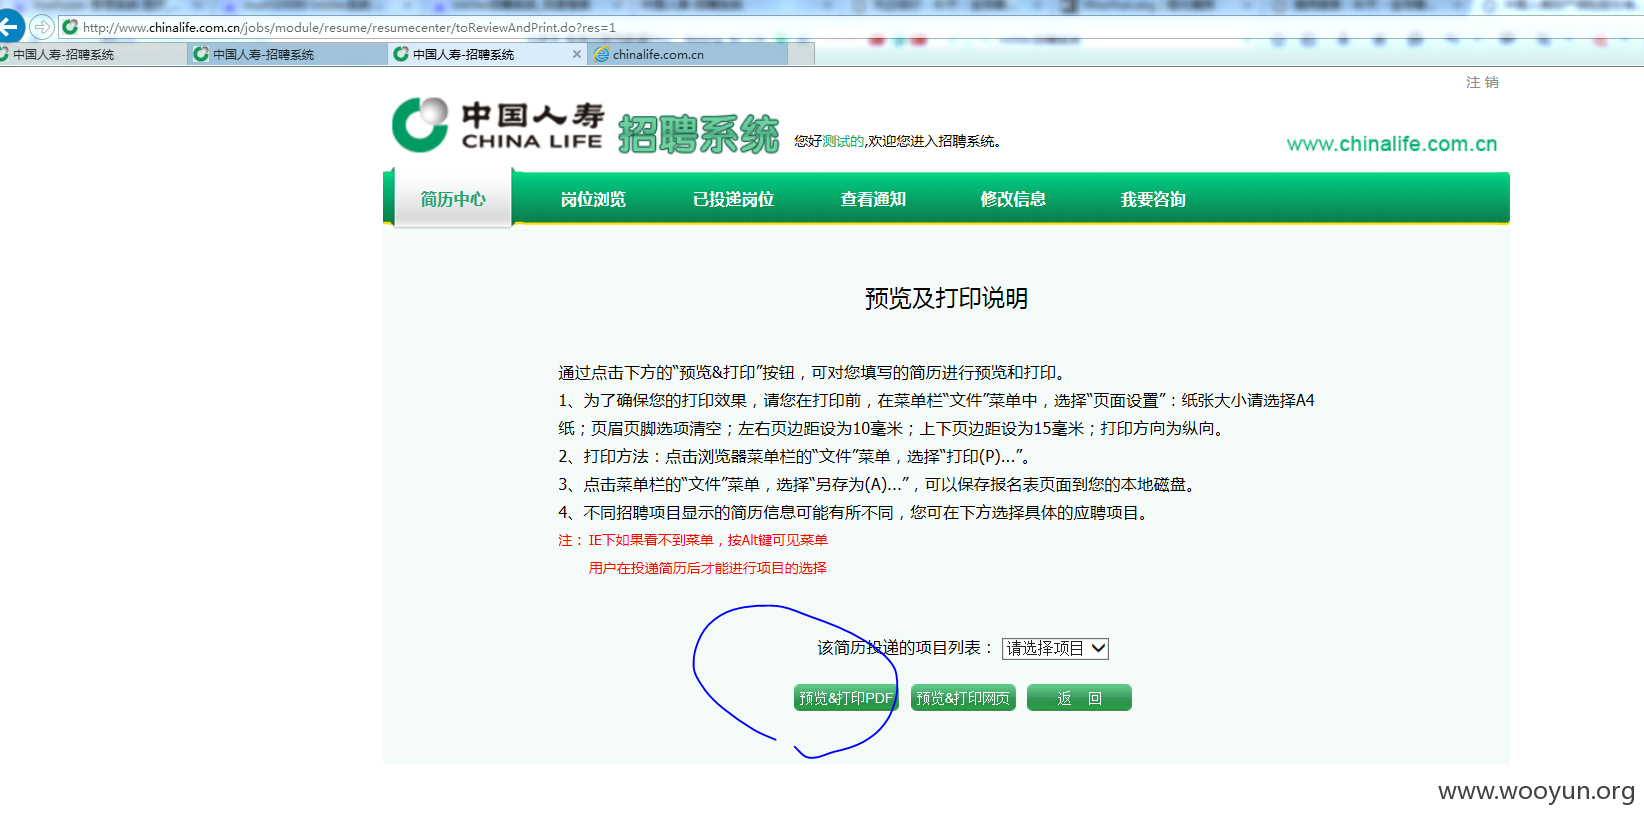 http://www.chinalife.com.cn/jobs/module/resume/resumecenter/toReviewAndPrint.do?res=1
中国人寿-招聘系统
中国人寿-招聘系统
中国人寿-招聘系统
chinalife.com.cn
注 销
中国人寿
CHINA LIFE
招聘系统
您好测试的,欢迎您进入招聘系统。
www.chinalife.com.cn
简历中心
岗位浏览
已投递岗位
查看通知
修改信息
我要咨询
预览及打印说明
通过点击下方的“预览&打印”按钮，可对您填写的简历进行预览和打印。
1、为了确保您的打印效果，请您在打印前，在菜单栏“文件”菜单中，选择“页面设置”：纸张大小请选择A4
纸；页眉页脚选项清空；左右页边距设为10毫米；上下页边距设为15毫米；打印方向为纵向。
2、打印方法：点击浏览器菜单栏的“文件”菜单，选择“打印(P)...”。
3、点击菜单栏的“文件”菜单，选择“另存为(A)...”，可以保存报名表页面到您的本地磁盘。
4、不同招聘项目显示的简历信息可能有所不同，您可在下方选择具体的应聘项目。
注： IE下如果看不到菜单，按Alt键可见菜单
用户在投递简历后才能进行项目的选择
该简历投递的项目列表： 请选择项目
预览&打印PDF
预览&打印网页
返 回
www.wooyun.org